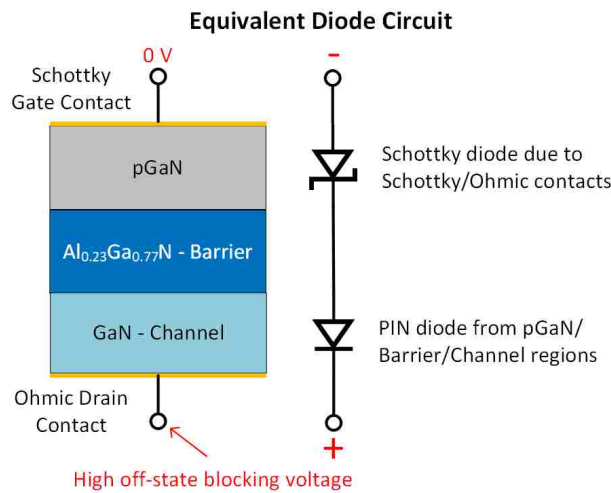 Equivalent Diode Circuit
0 V
-
Schottky
Gate Contact
pGaN
Schottky diode due to
Schottky/Ohmic contacts
Al0.23Ga0.77N - Barrier
GaN - Channel
PIN diode from pGaN/
Barrier/Channel regions
Ohmic Drain
Contact
+
High off-state blocking voltage